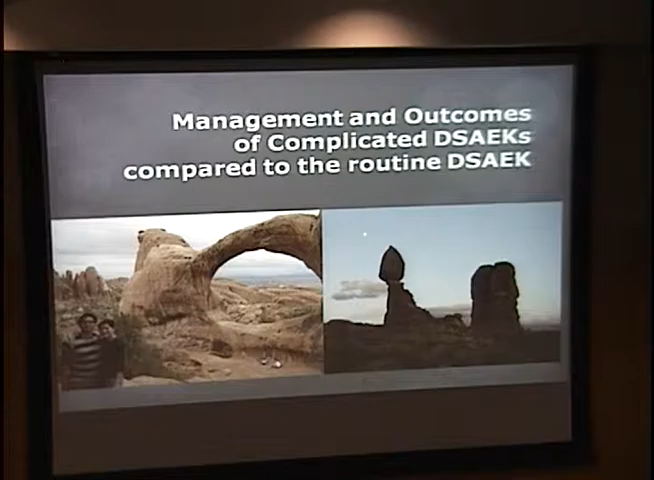 Management and Outcomes
of Complicated DSAEKs
compared to the routine DSAEK